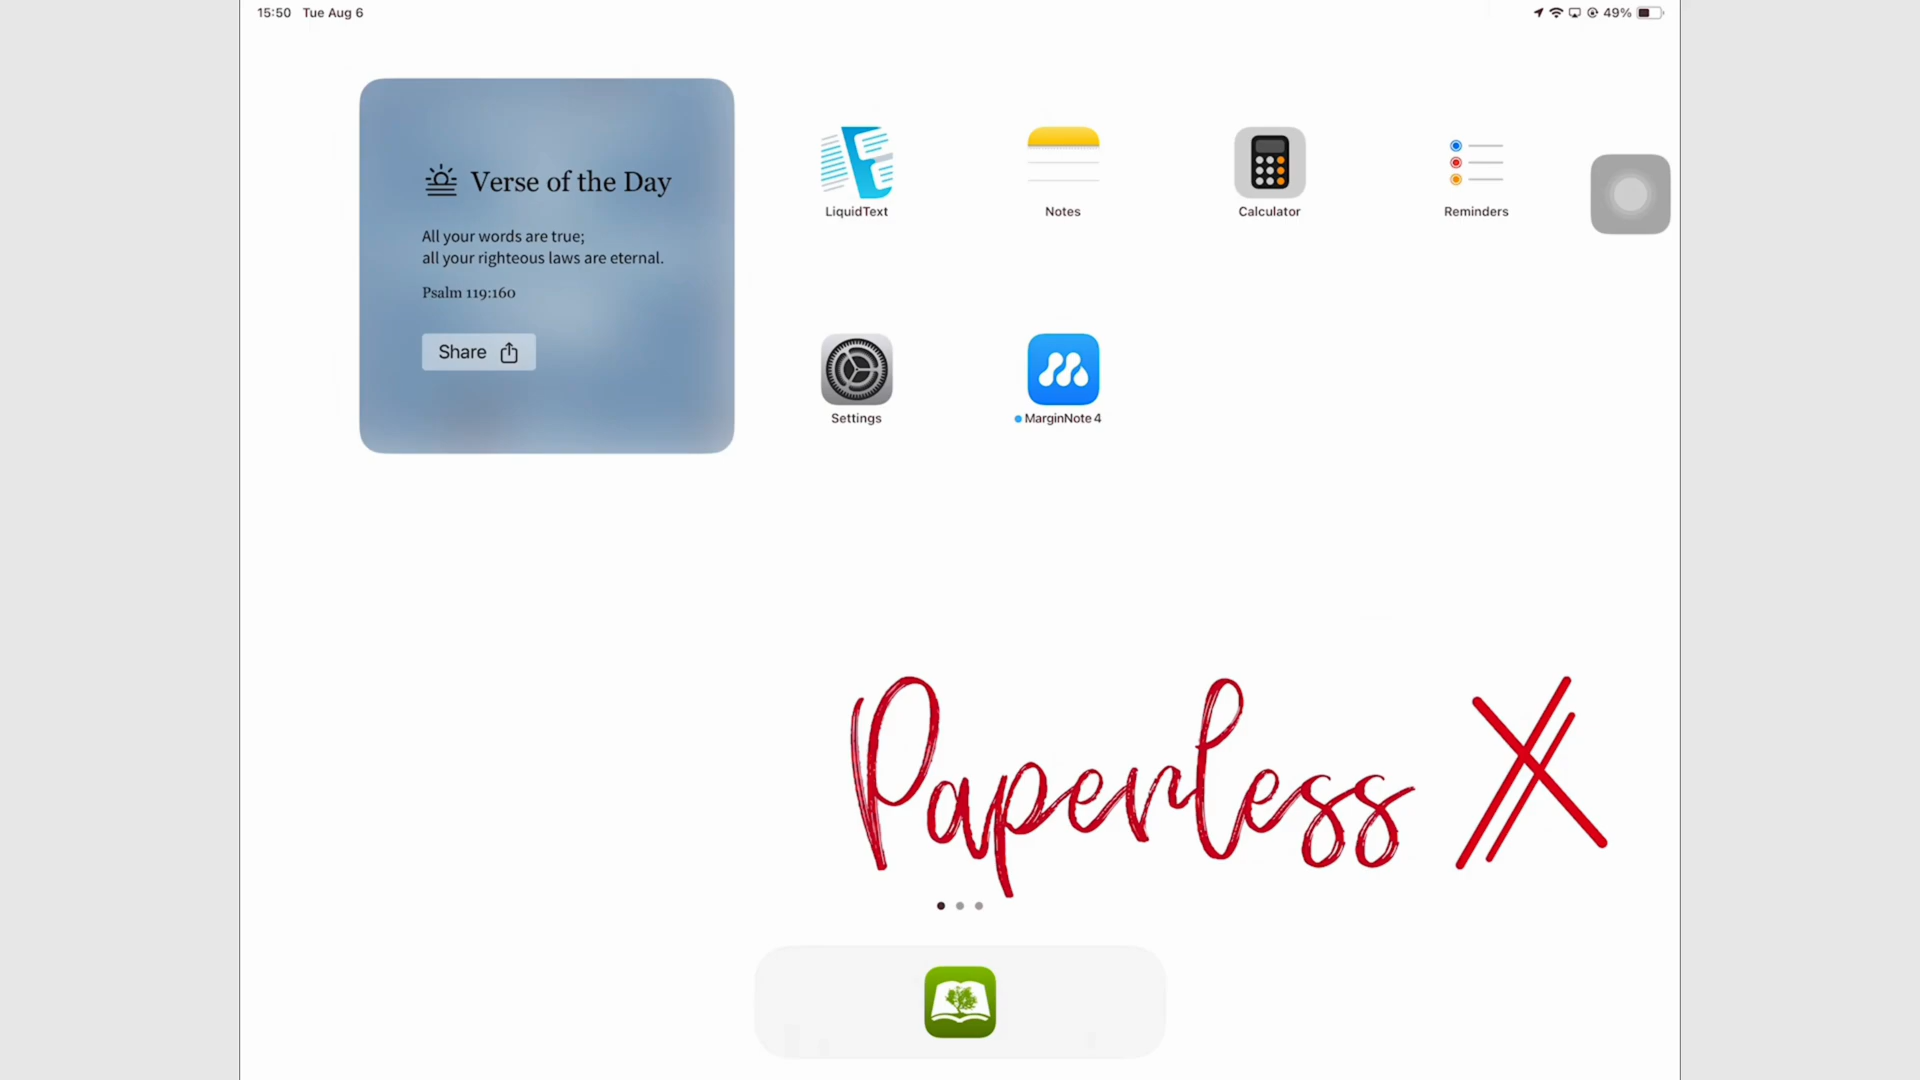 15:50 Tue Aug 6
49%
Verse of the Day
All your words are true;
all your righteous laws are eternal.
Psalm 119:160
Share
LiquidText
Notes
Calculator
Reminders
Settings
MarginNote 4
Paperless X